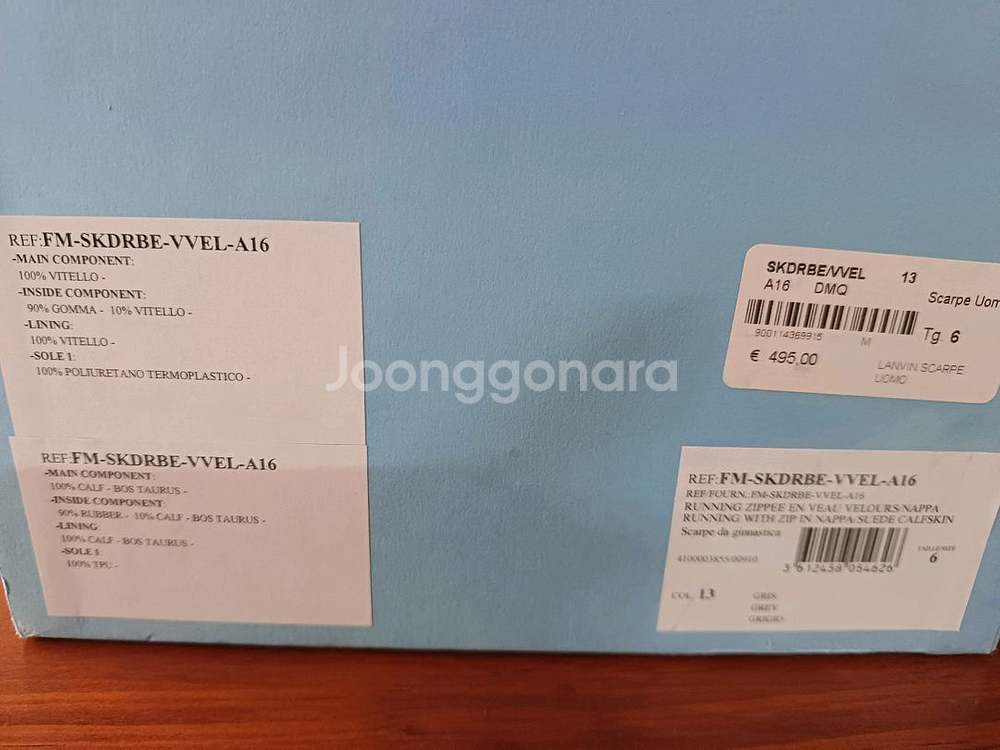 REF:FM-SKDRBE-VVEL-A16
-MAIN COMPONENT:
100% VITELLO -
-INSIDE COMPONENT:
90% GOMMA - 10% VITELLO -
-LINING:
100% VITELLO -
-SOLE 1:
100% POLIURETANO TERMOPLASTICO -
REF:FM-SKDRBE-VVEL-A16
-MAIN COMPONENT:
100% CALF - BOS TAURUS -
-INSIDE COMPONENT:
90% RUBBER - 10% CALF - BOS TAURUS -
-LINING:
100% CALF - BOS TAURUS -
-SOLE 1:
100% TPU -
Joonggonara
SKDRBE/VVEL 13
A16 DMQ
Scarpe Uom
900114369915 M
Tg. 6
€ 495,00
LANVIN SCARPE
UOMO
REF:FM-SKDRBE-VVEL-A16
REF/FOURN.:FM-SKDRBE-VVEL-A16
RUNNING ZIPPEE EN VEAU VELOURS/NAPPA
RUNNING WITH ZIP IN NAPPA/SUEDE CALFSKIN
Scarpe da ginnastica
4100003855/00910
3 612438 054626
TAILLE/SIZE
6
COL. 13
GRIS
GREY
GRIGIO